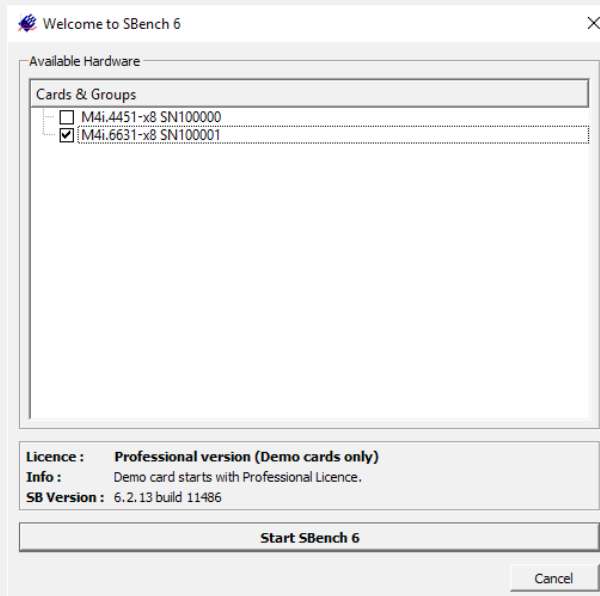 Welcome to SBench 6
Available Hardware
Cards & Groups
M4i.4451-x8 SN100000
M4i.6631-x8 SN100001
Licence : Professional version (Demo cards only)
Info : Demo card starts with Professional Licence.
SB Version : 6.2.13 build 11486
Start SBench 6
Cancel